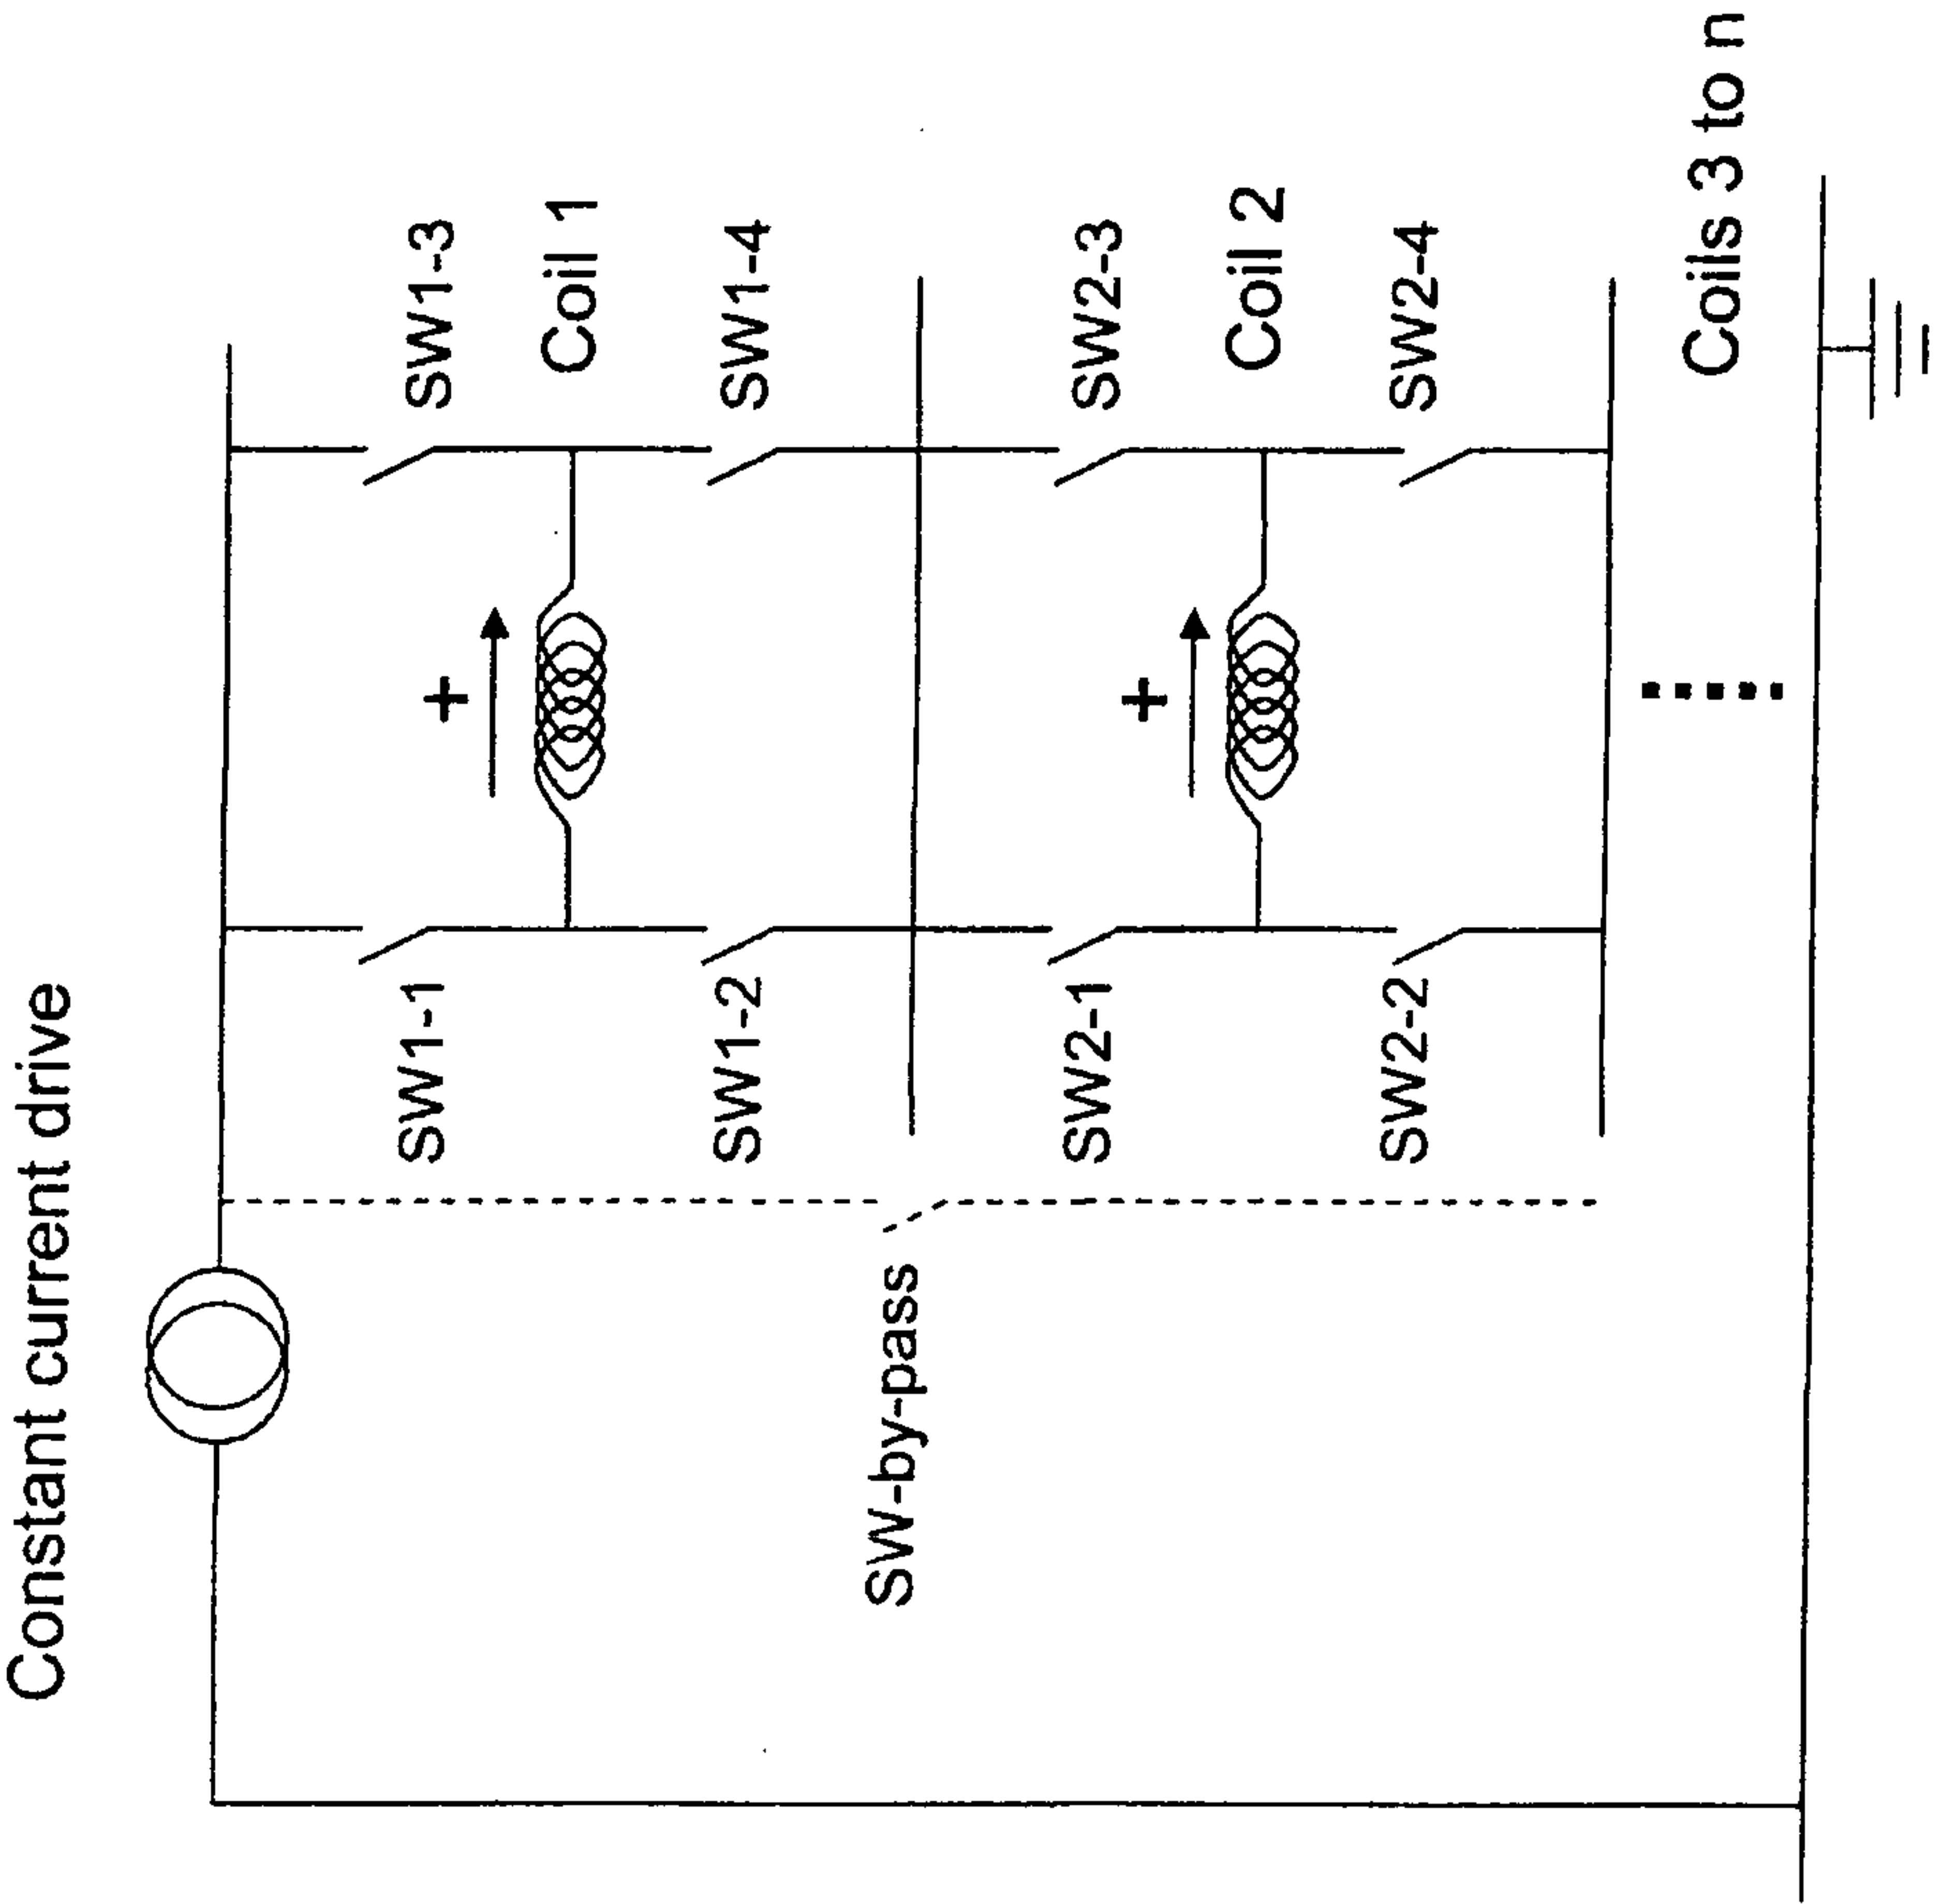 Constant current drive
SW1-1
SW1-3
+
Coil 1
SW1-2
SW1-4
SW-by-pass
SW2-1
SW2-3
+
Coil 2
SW2-2
SW2-4
Coils 3 to n